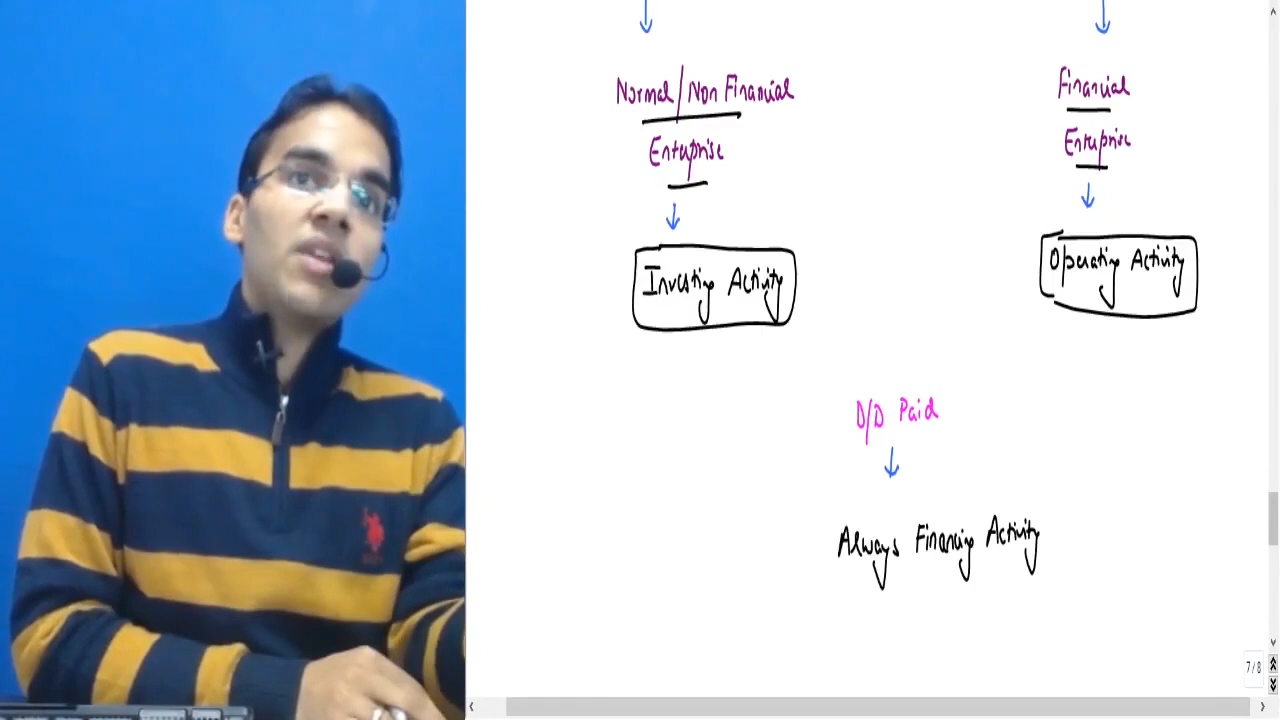 Normal/Non Financial
Enterprise
Investing Activity
Financial
Enterprise
Operating Activity
D/D Paid
Always Financing Activity
7/8